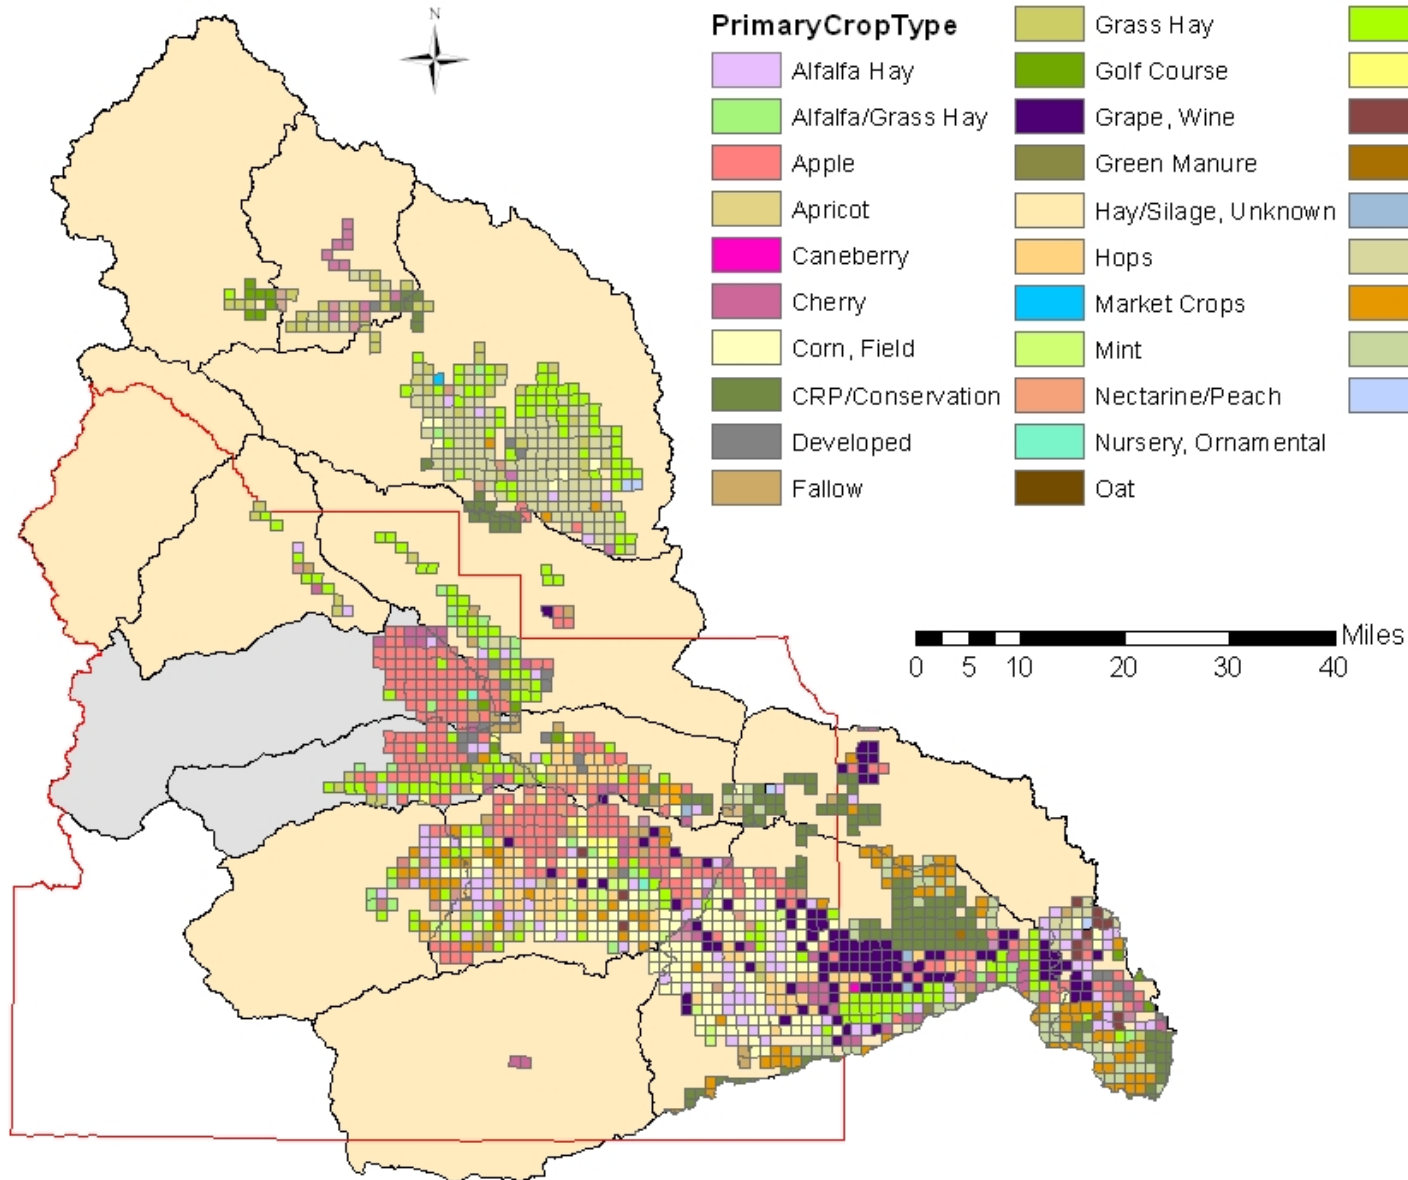 N
PrimaryCropType
Alfalfa Hay
Alfalfa/Grass Hay
Apple
Apricot
Caneberry
Cherry
Corn, Field
CRP/Conservation
Developed
Fallow
Grass Hay
Golf Course
Grape, Wine
Green Manure
Hay/Silage, Unknown
Hops
Market Crops
Mint
Nectarine/Peach
Nursery, Ornamental
Oat
Miles
0 5 10 20 30 40